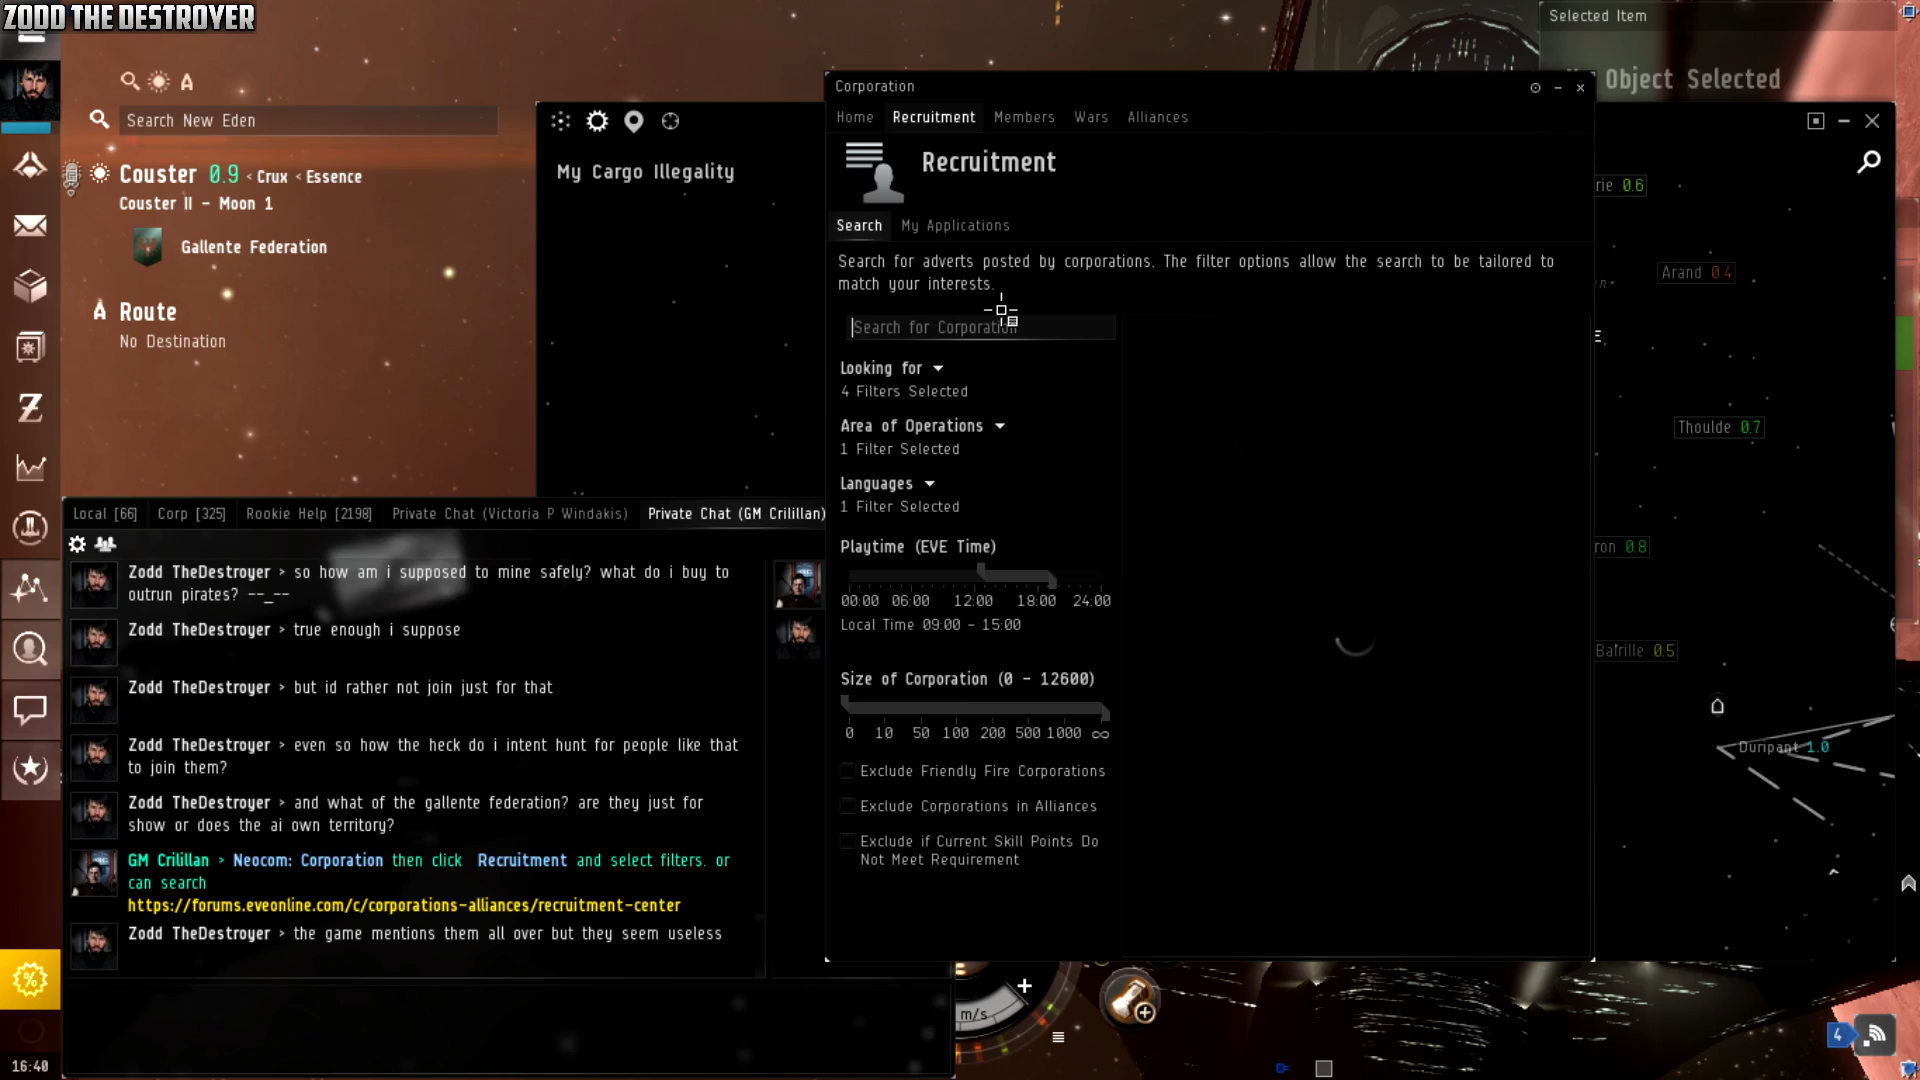 ZODD THE DESTROYER
Search New Eden
Couster 0.9 < Crux < Essence
Couster II - Moon 1
Gallente Federation
Route
No Destination
My Cargo Illegality
Corporation
Home Recruitment Members Wars Alliances
Recruitment
Search My Applications
Search for adverts posted by corporations. The filter options allow the search to be tailored to
match your interests.
Search for Corporation
Looking for
4 Filters Selected
Area of Operations
1 Filter Selected
Languages
1 Filter Selected
Playtime (EVE Time)
00:00 06:00 12:00 18:00 24:00
Local Time 09:00 - 15:00
Size of Corporation (0 - 12600)
0 10 50 100 200 500 1000 ∞
Exclude Friendly Fire Corporations
Exclude Corporations in Alliances
Exclude if Current Skill Points Do
Not Meet Requirement
Selected Item
Object Selected
rie 0.6
Arand 0.4
Thoulde 0.7
ron 0.8
Balrille 0.5
Duripant 1.0
Local [66] Corp [325] Rookie Help [2198] Private Chat (Victoria P Windakis) Private Chat (GM Crilillan)
Zodd TheDestroyer > so how am i supposed to mine safely? what do i buy to
outrun pirates? --_--
Zodd TheDestroyer > true enough i suppose
Zodd TheDestroyer > but id rather not join just for that
Zodd TheDestroyer > even so how the heck do i intent hunt for people like that
to join them?
Zodd TheDestroyer > and what of the gallente federation? are they just for
show or does the ai own territory?
GM Crilillan > Neocom: Corporation then click Recruitment and select filters. or
can search
https://forums.eveonline.com/c/corporations-alliances/recruitment-center
Zodd TheDestroyer > the game mentions them all over but they seem useless
m/s
4
16:40